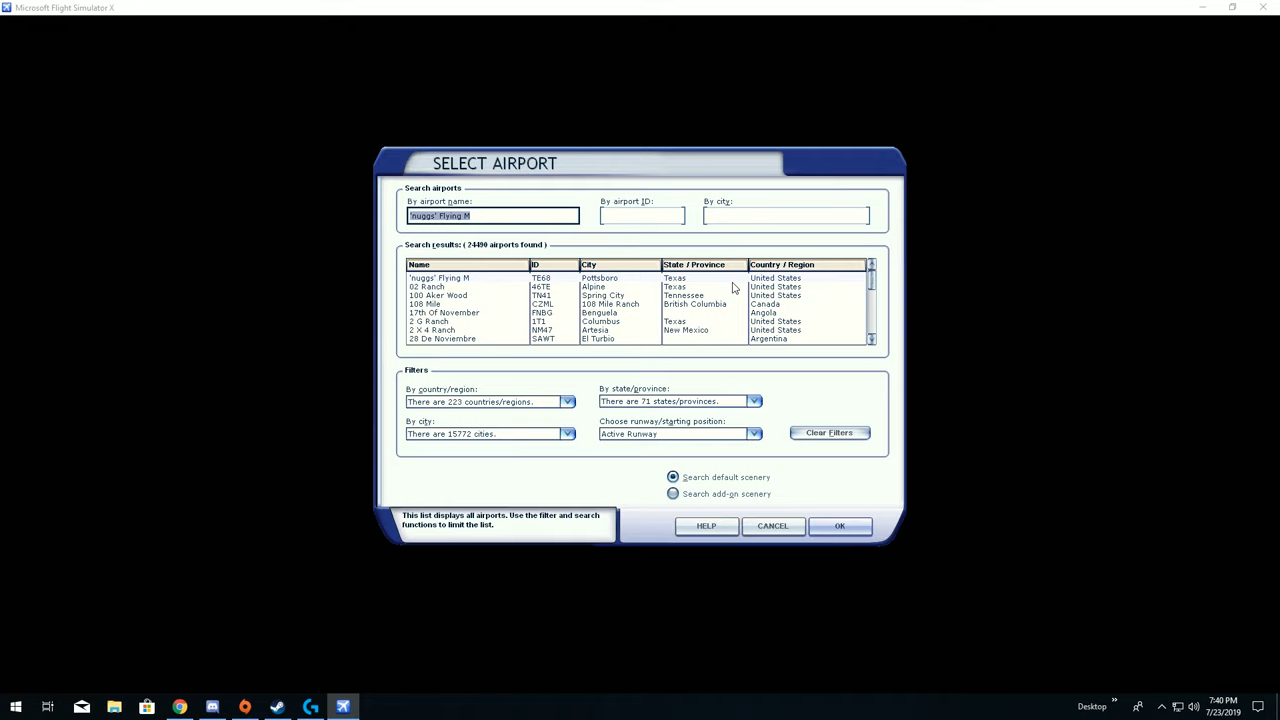 Microsoft Flight Simulator X
SELECT AIRPORT
Search airports
By airport name: By airport ID: By city:
'nuggs' Flying M
Search results: ( 24490 airports found )
Name ID City State / Province Country / Region
'nuggs' Flying M TE68 Pottsboro Texas United States
02 Ranch 46TE Alpine Texas United States
100 Aker Wood TN41 Spring City Tennessee United States
108 Mile CZML 108 Mile Ranch British Columbia Canada
17th Of November FNBG Benguela Angola
2 G Ranch 1T1 Columbus Texas United States
2 X 4 Ranch NM47 Artesia New Mexico United States
28 De Noviembre SAWT El Turbio Argentina
Filters
By country/region: By state/province:
There are 223 countries/regions. There are 71 states/provinces.
By city: Choose runway/starting position:
There are 15772 cities. Active Runway Clear Filters
Search default scenery
Search add-on scenery
This list displays all airports. Use the filter and search
functions to limit the list.
HELP CANCEL OK
Desktop
7:40 PM
7/23/2019